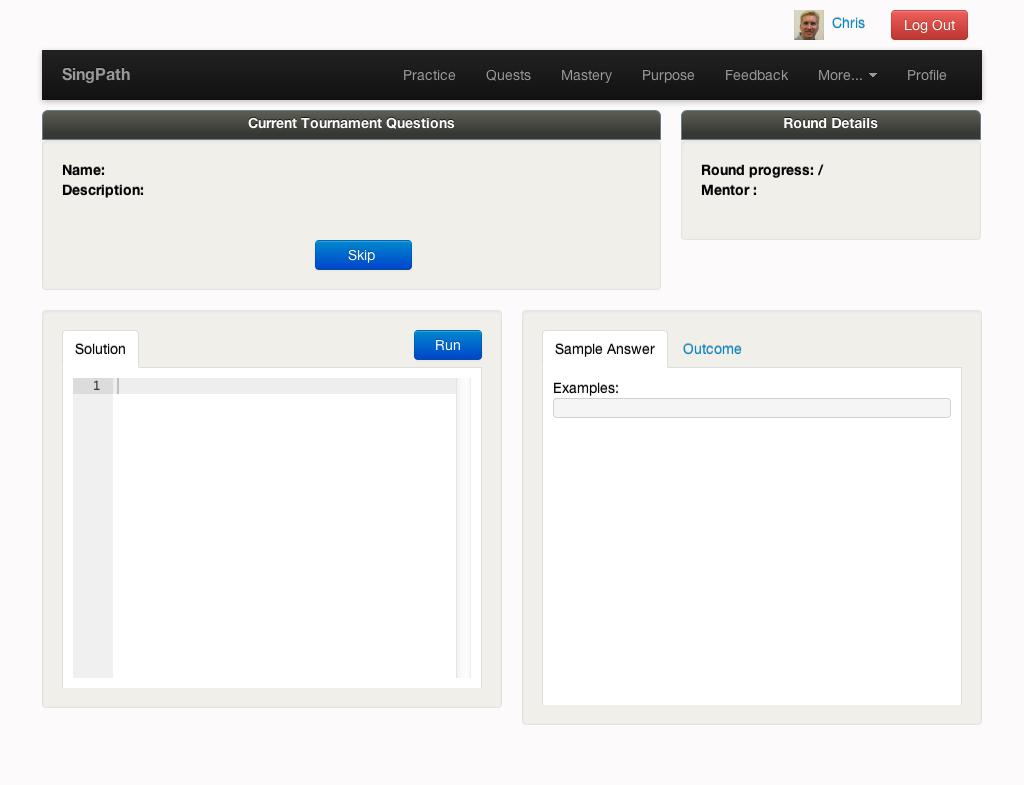 Chris
Log Out
SingPath
Practice
Quests
Mastery
Purpose
Feedback
More...
Profile
Current Tournament Questions
Name:
Description:
Skip
Round Details
Round progress: /
Mentor :
Solution
Run
1
Sample Answer
Outcome
Examples: